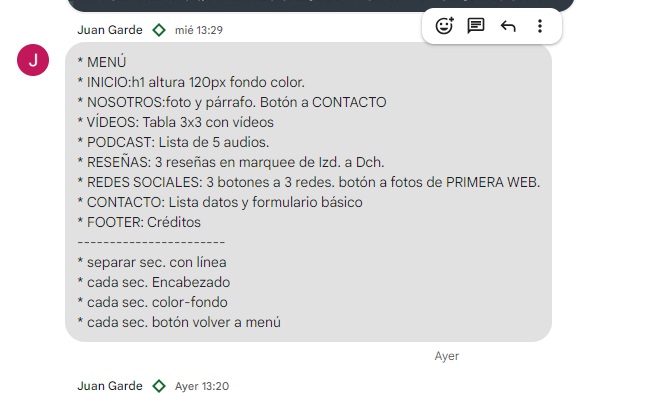 Juan Garde mié 13:29
J
* MENÚ
* INICIO:h1 altura 120px fondo color.
* NOSOTROS:foto y párrafo. Botón a CONTACTO
* VÍDEOS: Tabla 3x3 con vídeos
* PODCAST: Lista de 5 audios.
* RESEÑAS: 3 reseñas en marquee de Izd. a Dch.
* REDES SOCIALES: 3 botones a 3 redes. botón a fotos de PRIMERA WEB.
* CONTACTO: Lista datos y formulario básico
* FOOTER: Créditos
-----------------------
* separar sec. con línea
* cada sec. Encabezado
* cada sec. color-fondo
* cada sec. botón volver a menú
Ayer
Juan Garde Ayer 13:20